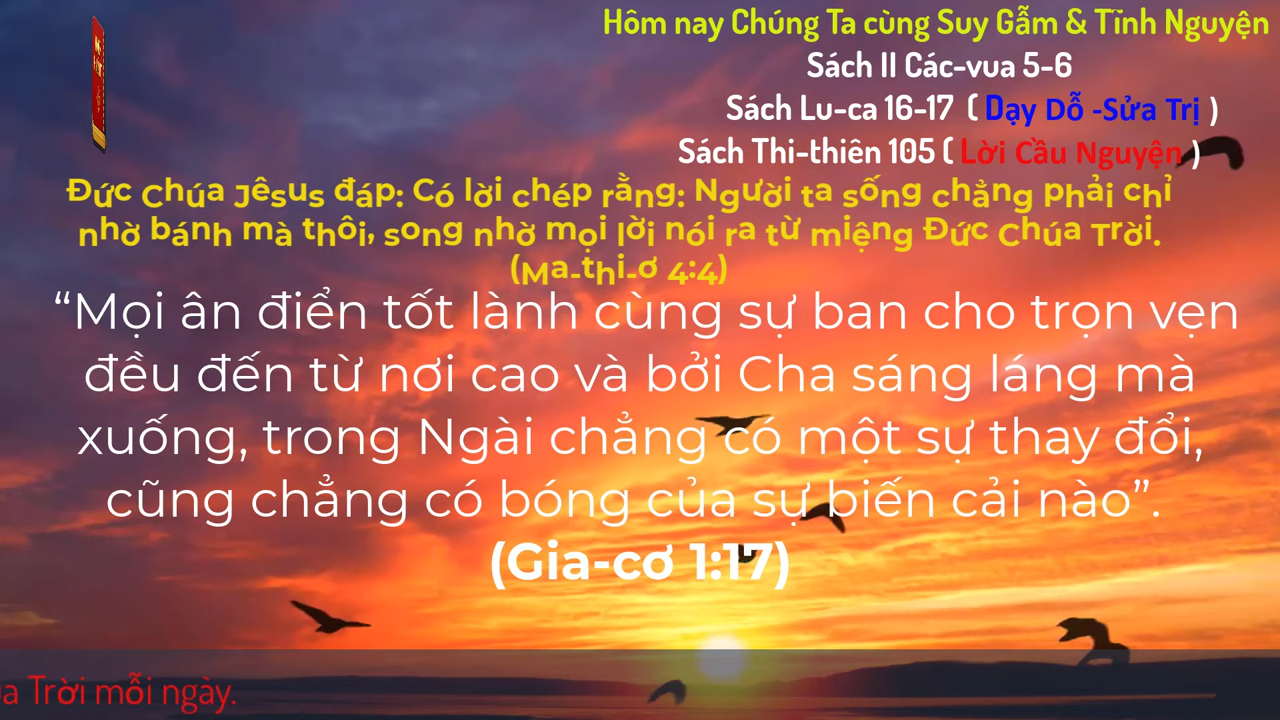 Hôm nay Chúng Ta cùng Suy Gẫm & Tĩnh Nguyện
Sách II Các-vua 5-6
Sách Lu-ca 16-17 ( Dạy Dỗ -Sửa Trị )
Sách Thi-thiên 105 ( Lời Cầu Nguyện )
Đức Chúa Jêsus đáp: Có lời chép rằng: Người ta sống chẳng phải chỉ
nhờ bánh mà thôi, song nhờ mọi lời nói ra từ miệng Đức Chúa Trời.
(Ma-thi-ơ 4:4)
“Mọi ân điển tốt lành cùng sự ban cho trọn vẹn
đều đến từ nơi cao và bởi Cha sáng láng mà
xuống, trong Ngài chẳng có một sự thay đổi,
cũng chẳng có bóng của sự biến cải nào”.
(Gia-cơ 1:17)
Trời mỗi ngày.